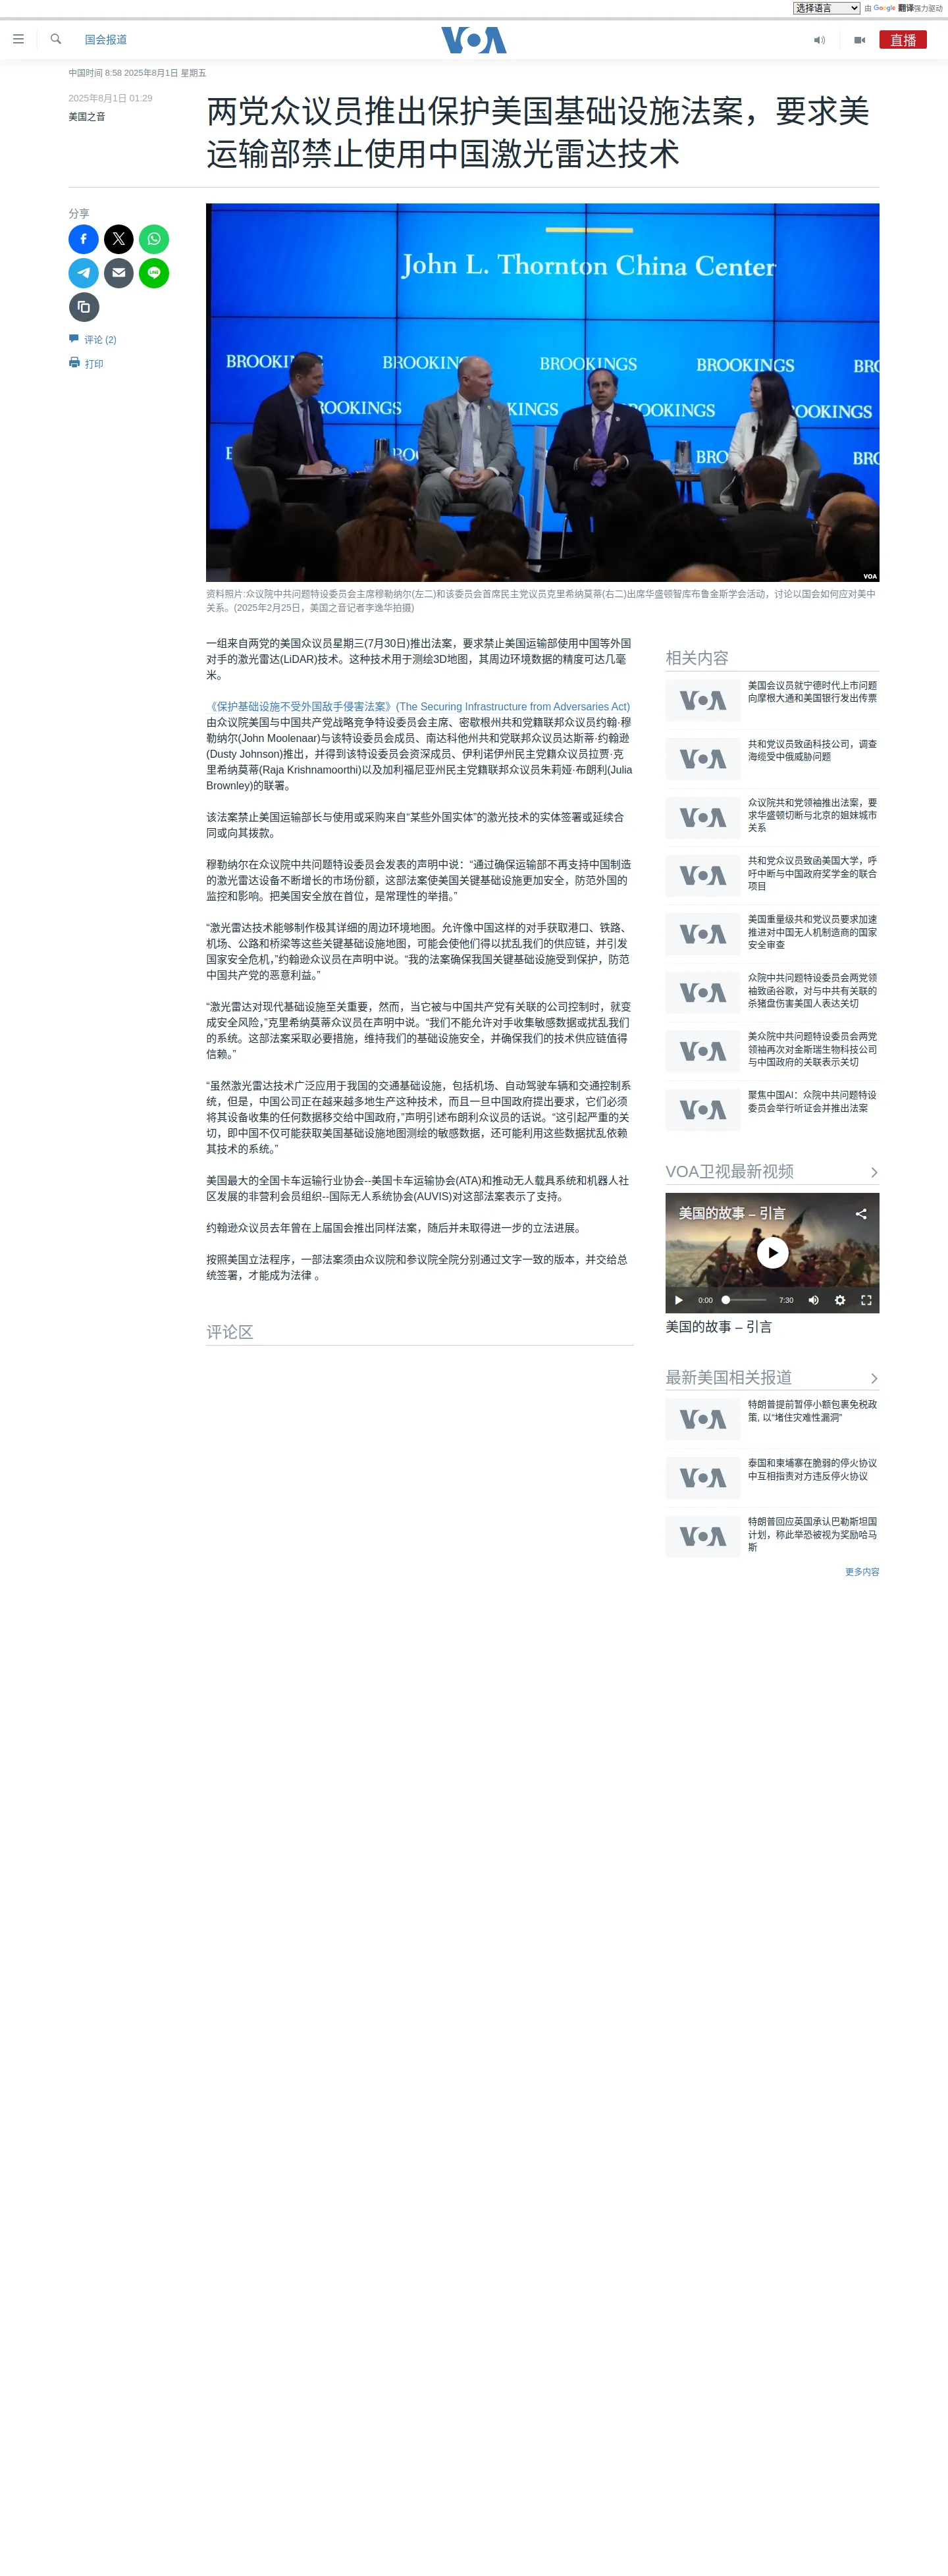 选择语言 由 Google 翻译强力驱动
国会报道
VOA
直播
中国时间 8:58 2025年8月1日 星期五
2025年8月1日 01:29
美国之音
两党众议员推出保护美国基础设施法案，要求美
运输部禁止使用中国激光雷达技术
分享
评论 (2)
打印
John L. Thornton China Center
BROOKINGS BROOKINGS BROOKINGS BROOKINGS
BROOKINGS
VOA
资料照片:众议院中共问题特设委员会主席穆勒纳尔(左二)和该委员会首席民主党议员克里希纳莫蒂(右二)出席华盛顿智库布鲁金斯学会活动，讨论以国会如何应对美中
关系。(2025年2月25日，美国之音记者李逸华拍摄)
一组来自两党的美国众议员星期三(7月30日)推出法案，要求禁止美国运输部使用中国等外国
对手的激光雷达(LiDAR)技术。这种技术用于测绘3D地图，其周边环境数据的精度可达几毫
米。
《保护基础设施不受外国敌手侵害法案》(The Securing Infrastructure from Adversaries Act)
由众议院美国与中国共产党战略竞争特设委员会主席、密歇根州共和党籍联邦众议员约翰·穆
勒纳尔(John Moolenaar)与该特设委员会成员、南达科他州共和党联邦众议员达斯蒂·约翰逊
(Dusty Johnson)推出，并得到该特设委员会资深成员、伊利诺伊州民主党籍众议员拉贾·克
里希纳莫蒂(Raja Krishnamoorthi)以及加利福尼亚州民主党籍联邦众议员朱莉娅·布朗利(Julia
Brownley)的联署。
该法案禁止美国运输部长与使用或采购来自“某些外国实体”的激光技术的实体签署或延续合
同或向其拨款。
穆勒纳尔在众议院中共问题特设委员会发表的声明中说：“通过确保运输部不再支持中国制造
的激光雷达设备不断增长的市场份额，这部法案使美国关键基础设施更加安全，防范外国的
监控和影响。把美国安全放在首位，是常理性的举措。”
“激光雷达技术能够制作极其详细的周边环境地图。允许像中国这样的对手获取港口、铁路、
机场、公路和桥梁等这些关键基础设施地图，可能会使他们得以扰乱我们的供应链，并引发
国家安全危机，”约翰逊众议员在声明中说。“我的法案确保我国关键基础设施受到保护，防范
中国共产党的恶意利益。”
“激光雷达对现代基础设施至关重要，然而，当它被与中国共产党有关联的公司控制时，就变
成安全风险，”克里希纳莫蒂众议员在声明中说。“我们不能允许对手收集敏感数据或扰乱我们
的系统。这部法案采取必要措施，维持我们的基础设施安全，并确保我们的技术供应链值得
信赖。”
“虽然激光雷达技术广泛应用于我国的交通基础设施，包括机场、自动驾驶车辆和交通控制系
统，但是，中国公司正在越来越多地生产这种技术，而且一旦中国政府提出要求，它们必须
将其设备收集的任何数据移交给中国政府，”声明引述布朗利众议员的话说。“这引起严重的关
切，即中国不仅可能获取美国基础设施地图测绘的敏感数据，还可能利用这些数据扰乱依赖
其技术的系统。”
美国最大的全国卡车运输行业协会--美国卡车运输协会(ATA)和推动无人载具系统和机器人社
区发展的非营利会员组织--国际无人系统协会(AUVIS)对这部法案表示了支持。
约翰逊众议员去年曾在上届国会推出同样法案，随后并未取得进一步的立法进展。
按照美国立法程序，一部法案须由众议院和参议院全院分别通过文字一致的版本，并交给总
统签署，才能成为法律 。
评论区
相关内容
VOA
美国会议员就宁德时代上市问题
向摩根大通和美国银行发出传票
VOA
共和党议员致函科技公司，调查
海缆受中俄威胁问题
VOA
众议院共和党领袖推出法案，要
求华盛顿切断与北京的姐妹城市
关系
VOA
共和党众议员致函美国大学，呼
吁中断与中国政府奖学金的联合
项目
VOA
美国重量级共和党议员要求加速
推进对中国无人机制造商的国家
安全审查
VOA
众院中共问题特设委员会两党领
袖致函谷歌，对与中共有关联的
杀猪盘伤害美国人表达关切
VOA
美众院中共问题特设委员会两党
领袖再次对金斯瑞生物科技公司
与中国政府的关联表示关切
VOA
聚焦中国AI：众院中共问题特设
委员会举行听证会并推出法案
VOA卫视最新视频
美国的故事 – 引言
0:00 7:30
美国的故事 – 引言
最新美国相关报道
VOA
特朗普提前暂停小额包裹免税政
策, 以“堵住灾难性漏洞”
VOA
泰国和柬埔寨在脆弱的停火协议
中互相指责对方违反停火协议
VOA
特朗普回应英国承认巴勒斯坦国
计划，称此举恐被视为奖励哈马
斯
更多内容